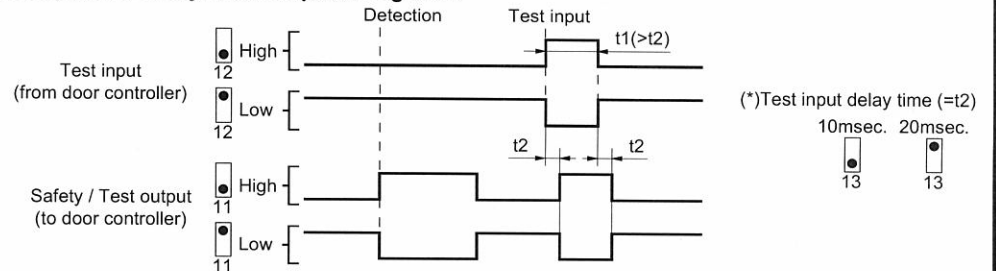 Detection
Test input
t1(>t2)
High
12
Test input
(from door controller)
Low
12
(*)Test input delay time (=t2)
10msec. 20msec.
13 13
t2 t2
High
11
Safety / Test output
(to door controller)
Low
11